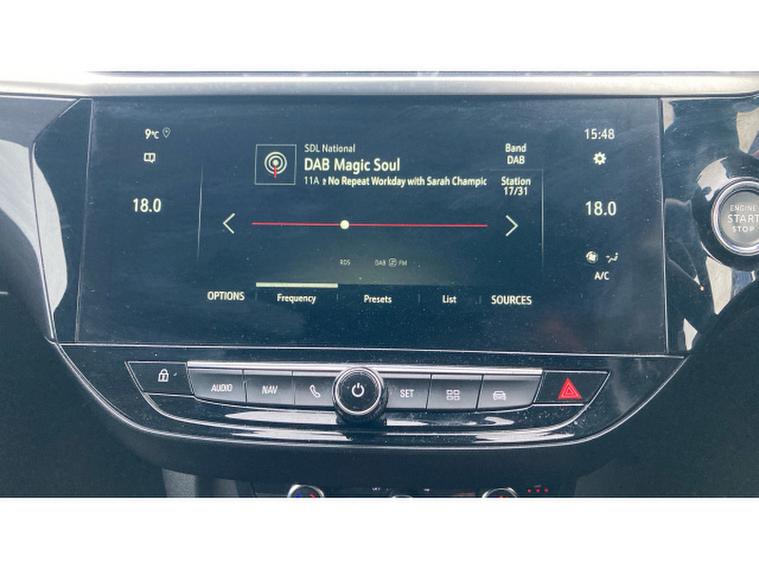 9°C
15:48
SDL National
DAB Magic Soul
11A No Repeat Workday with Sarah Champic
Band
DAB
Station
17/31
18.0
18.0
RDS DAB FM
A/C
OPTIONS Frequency Presets List SOURCES
ENGINE
START
STOP
AUDIO NAV SET